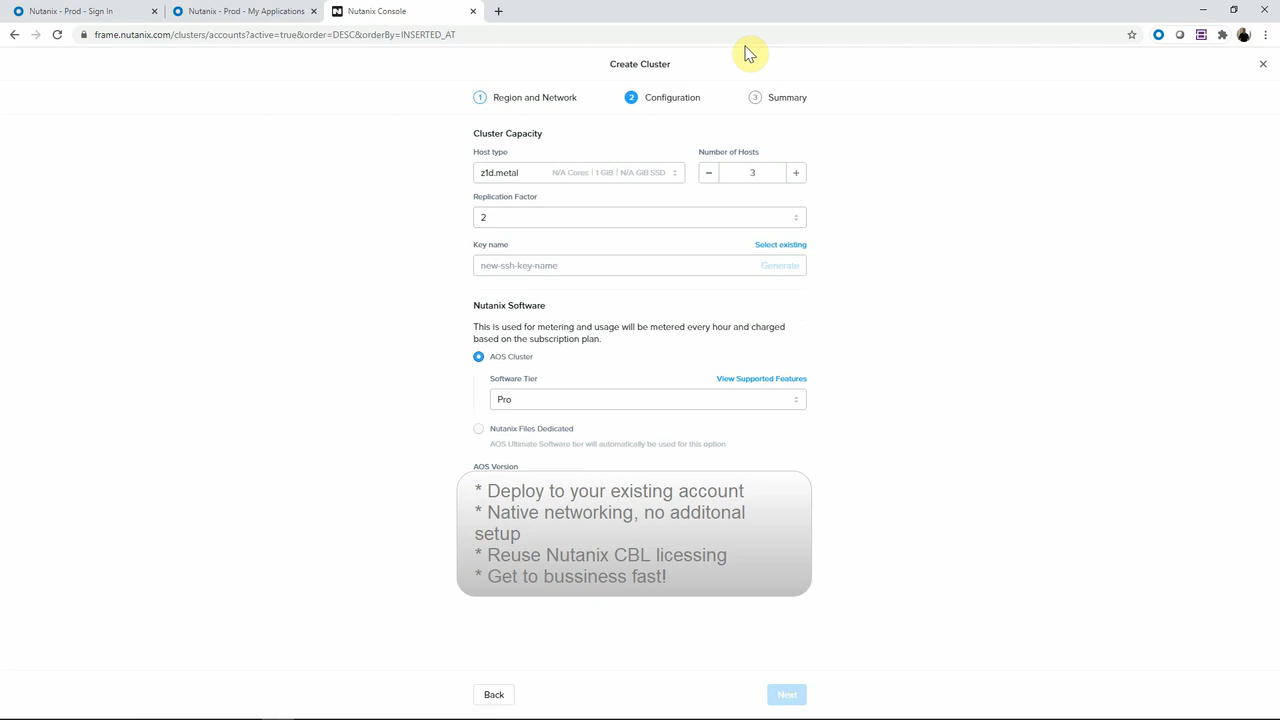 Nutanix - Prod - Sign In
Nutanix - Prod - My Applications
Nutanix Console
frame.nutanix.com/clusters/accounts?active=true&order=DESC&orderBy=INSERTED_AT
Create Cluster
1 Region and Network
2 Configuration
3 Summary
Cluster Capacity
Host type
Number of Hosts
z1d.metal N/A Cores | 1 GiB | N/A GiB SSD
3
Replication Factor
2
Key name
Select existing
new-ssh-key-name
Generate
Nutanix Software
This is used for metering and usage will be metered every hour and charged
based on the subscription plan.
AOS Cluster
Software Tier
View Supported Features
Pro
Nutanix Files Dedicated
AOS Ultimate Software tier will automatically be used for this option
AOS Version
* Deploy to your existing account
* Native networking, no additonal
setup
* Reuse Nutanix CBL licessing
* Get to bussiness fast!
Back
Next